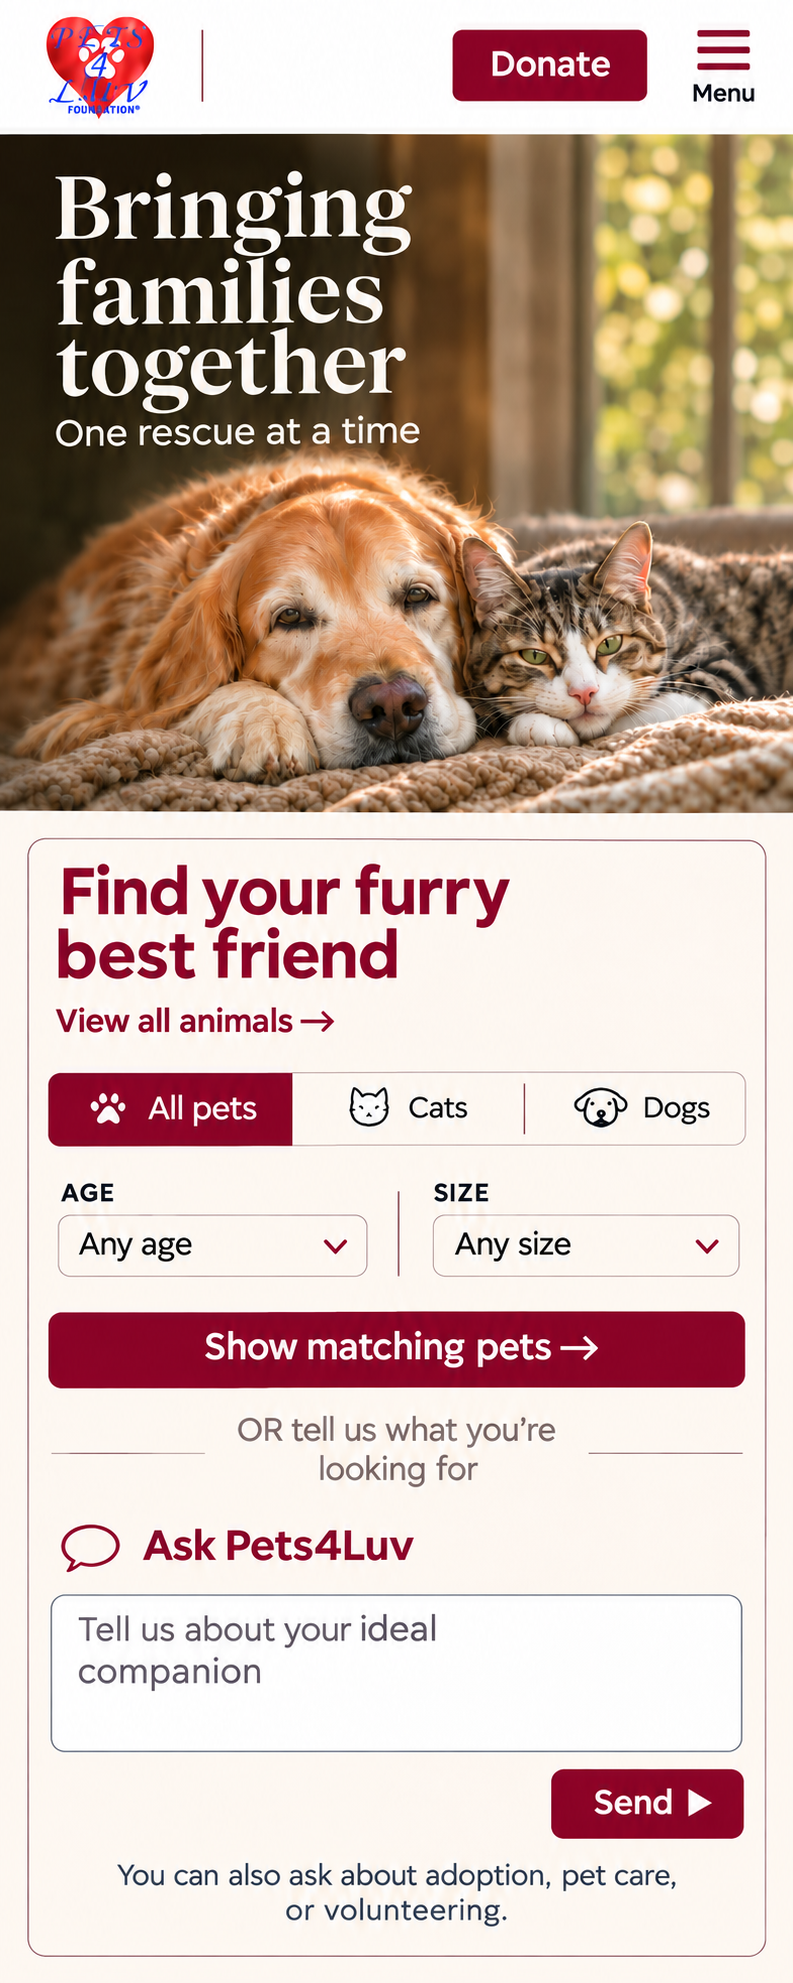 PETS
4
L.U.V
FOUNDATION®
Donate
Menu
Bringing
families
together
One rescue at a time
Find your furry
best friend
View all animals →
All pets
Cats
Dogs
AGE
SIZE
Any age
Any size
Show matching pets →
OR tell us what you’re
looking for
Ask Pets4Luv
Tell us about your ideal
companion
Send
You can also ask about adoption, pet care,
or volunteering.